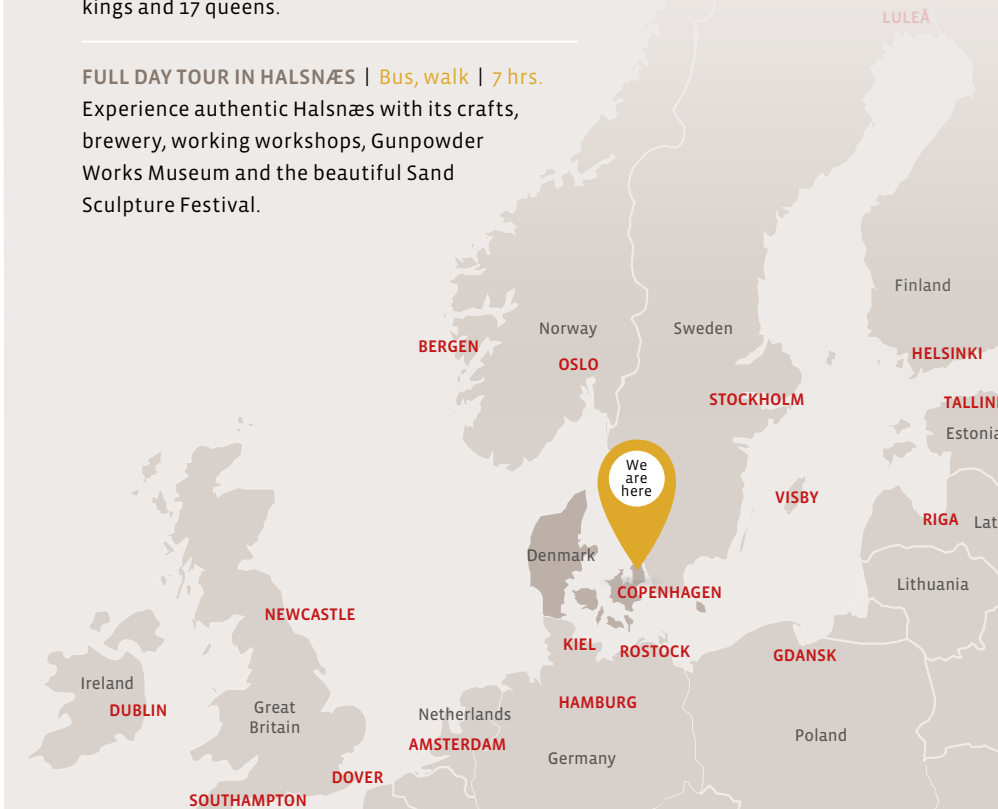 kings and 17 queens.
FULL DAY TOUR IN HALSNÆS | Bus, walk | 7 hrs.
Experience authentic Halsnæs with its crafts,
brewery, working workshops, Gunpowder
Works Museum and the beautiful Sand
Sculpture Festival.
LULEÅ
Finland
Norway
Sweden
BERGEN
HELSINKI
OSLO
STOCKHOLM
TALLIN
Estonia
We
are
here
VISBY
RIGA
Lat
Denmark
Lithuania
COPENHAGEN
NEWCASTLE
KIEL
ROSTOCK
GDANSK
Ireland
DUBLIN
HAMBURG
Great
Britain
Netherlands
Poland
AMSTERDAM
Germany
DOVER
SOUTHAMPTON